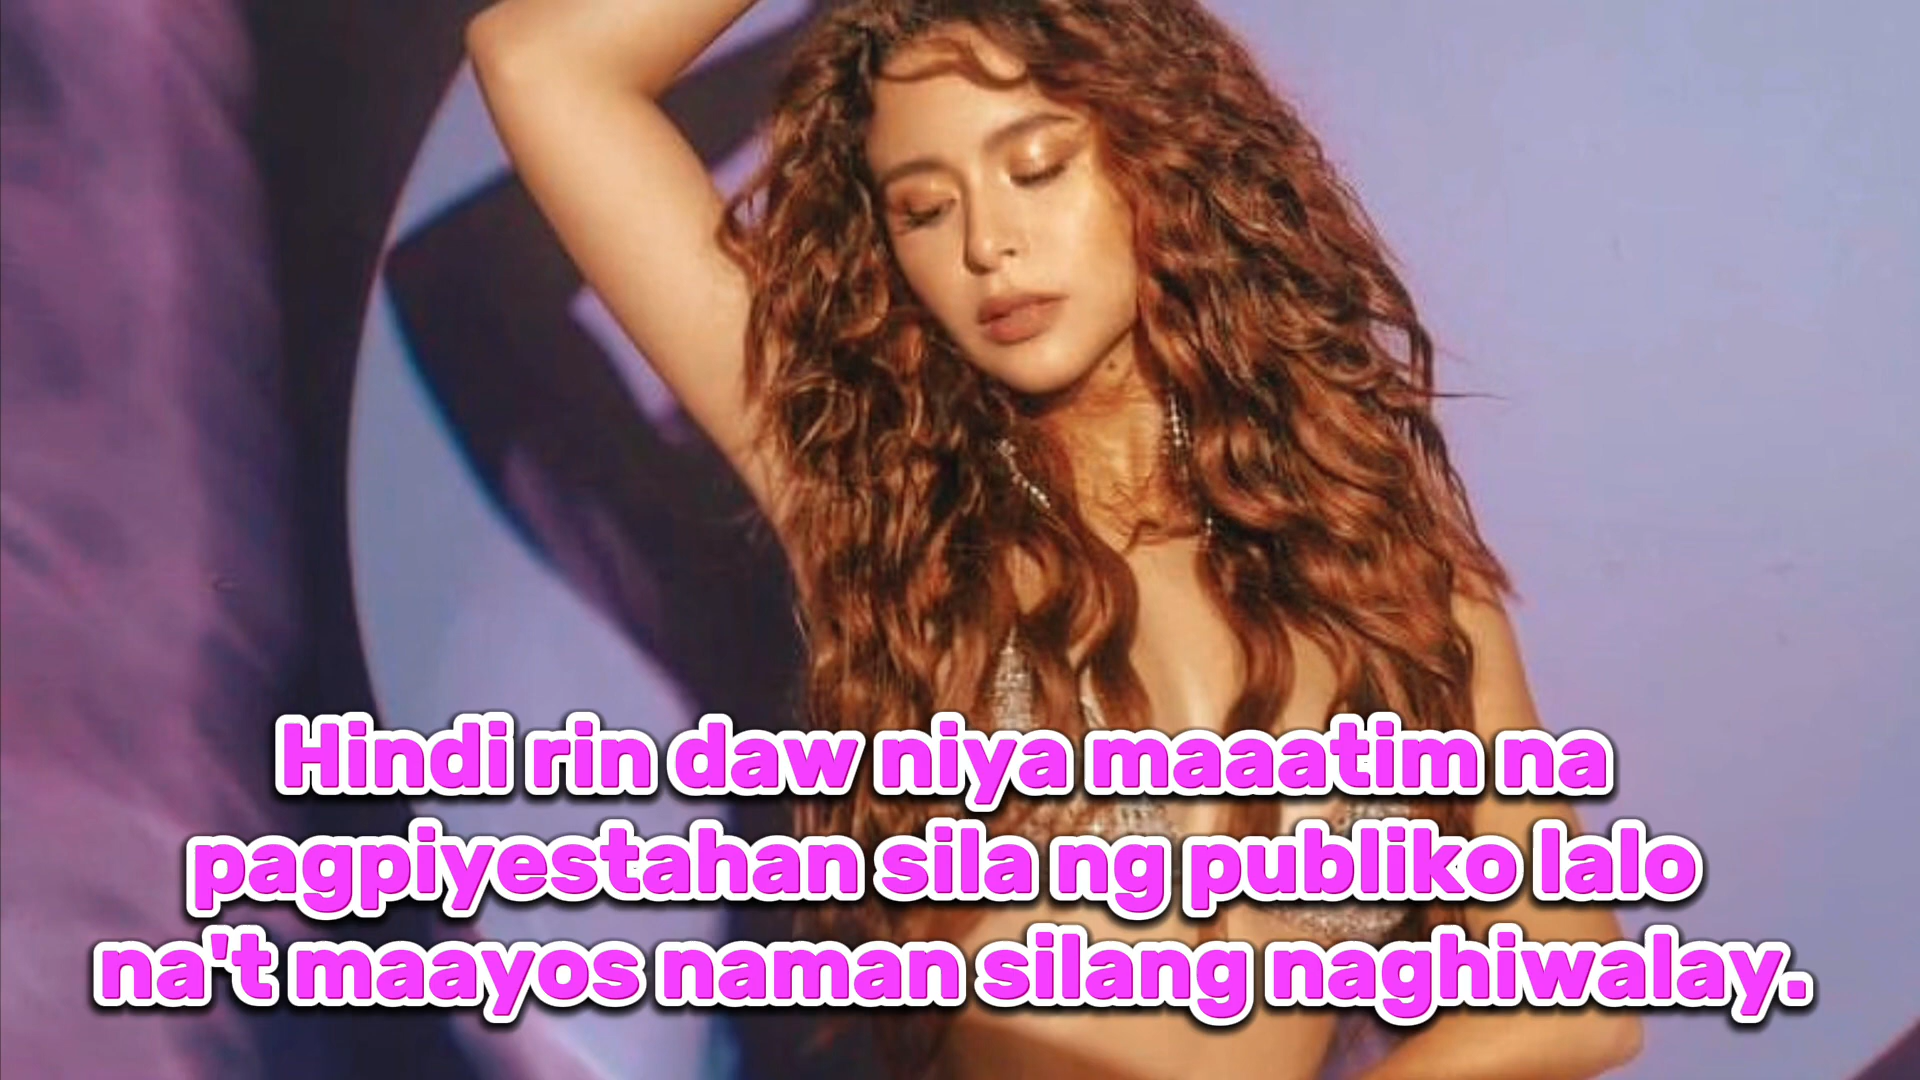 Hindi rin daw niya maaatim na
pagpiyestahan sila ng publiko lalo
na't maayos naman silang naghiwalay.